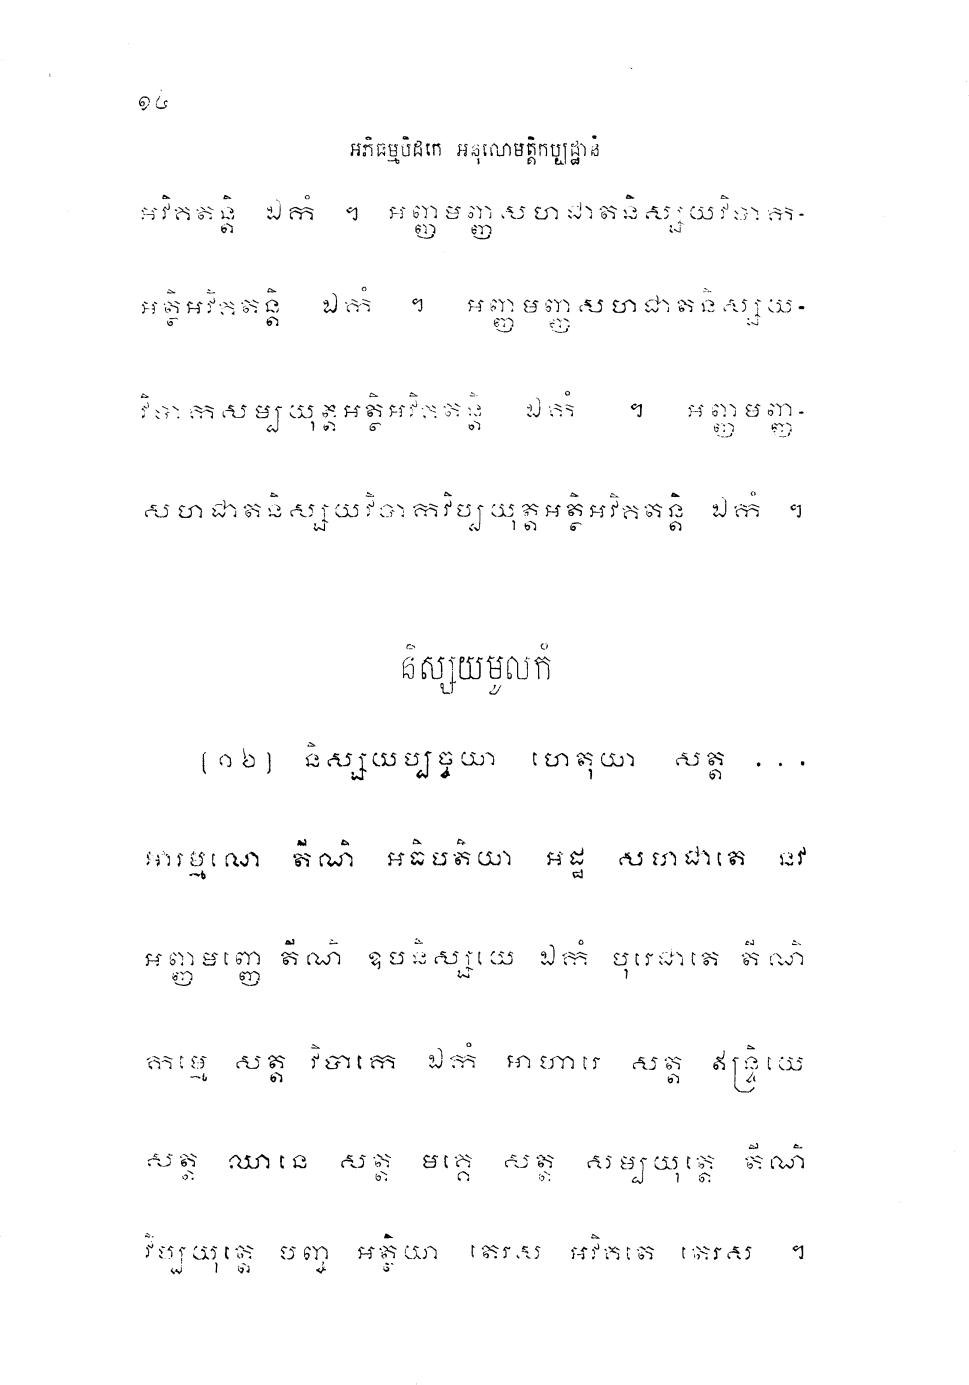 ១៤
អភិធម្មបិដកេ អនុលោមត្តិកប្បដ្ឋានំ
អវិគតន្តិ ឯកំ ។ អញ្ញមញ្ញសហជាតនិស្សយវិបាក-
អត្ថិអវិគតន្តិ ឯកំ ។ អញ្ញមញ្ញសហជាតនិស្សយ-
វិបាកសម្បយុត្តអត្ថិអវិគតន្តិ ឯកំ ។ អញ្ញមញ្ញ-
សហជាតនិស្សយវិបាកវិប្បយុត្តអត្ថិអវិគតន្តិ ឯកំ ។
និស្សយមូលកំ
[១៦] និស្សយប្បច្ចយា ហេតុយា សត្ត ...
អារម្មណេ តីណិ អធិបតិយា អដ្ឋ សហជាតេ នវ
អញ្ញមញ្ញេ តីណិ ឧបនិស្សយេ ឯកំ បុរេជាតេ តីណិ
កម្មេ សត្ត វិបាកេ ឯកំ អាហារេ សត្ត ឥន្ទ្រិយេ
សត្ត ឈានេ សត្ត មគ្គេ សត្ត សម្បយុត្តេ តីណិ
វិប្បយុត្តេ បញ្ច អត្ថិយា តេរស អវិគតេ តេរស ។